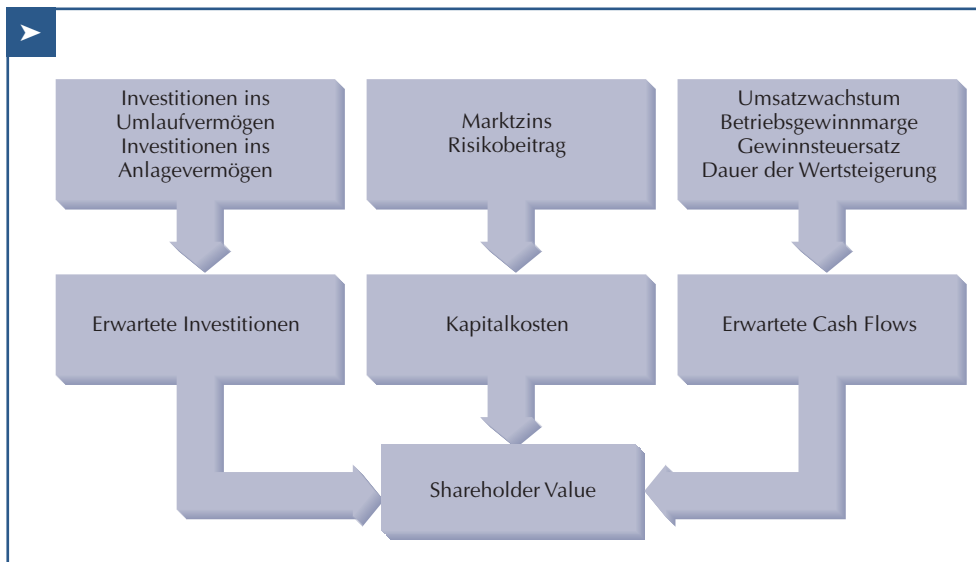 Investitionen ins
Umlaufvermögen
Investitionen ins
Anlagevermögen
Marktzins
Risikobeitrag
Umsatzwachstum
Betriebsgewinnmarge
Gewinnsteuersatz
Dauer der Wertsteigerung
Erwartete Investitionen
Kapitalkosten
Erwartete Cash Flows
Shareholder Value